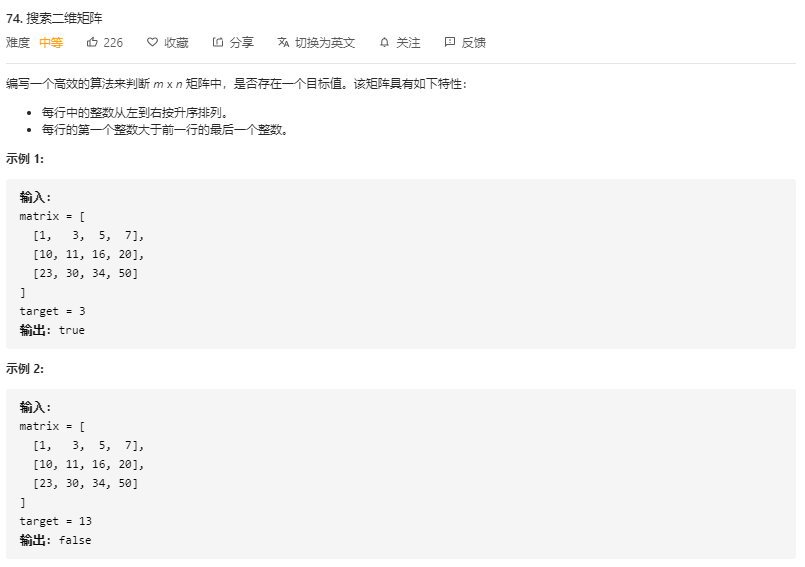 74. 搜索二维矩阵
难度 中等 226 收藏 分享 切换为英文 关注 反馈
编写一个高效的算法来判断 m x n 矩阵中，是否存在一个目标值。该矩阵具有如下特性：
• 每行中的整数从左到右按升序排列。
• 每行的第一个整数大于前一行的最后一个整数。
示例 1:
输入:
matrix = [
[1, 3, 5, 7],
[10, 11, 16, 20],
[23, 30, 34, 50]
]
target = 3
输出: true
示例 2:
输入:
matrix = [
[1, 3, 5, 7],
[10, 11, 16, 20],
[23, 30, 34, 50]
]
target = 13
输出: false